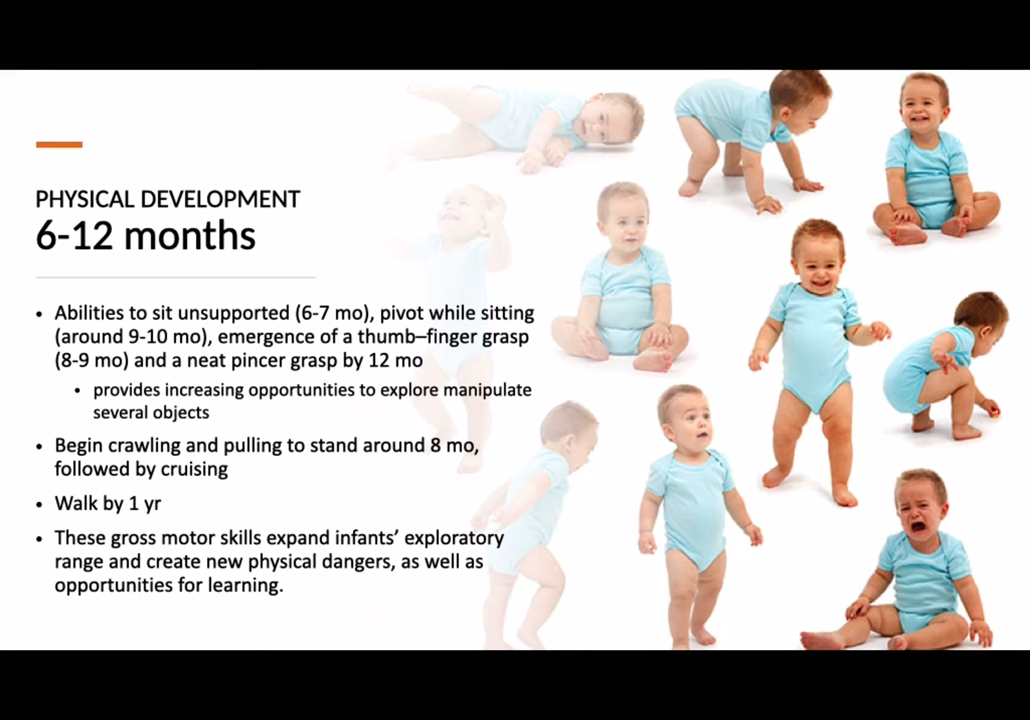 PHYSICAL DEVELOPMENT
6-12 months
• Abilities to sit unsupported (6-7 mo), pivot while sitting
(around 9-10 mo), emergence of a thumb–finger grasp
(8-9 mo) and a neat pincer grasp by 12 mo
• provides increasing opportunities to explore manipulate
several objects
• Begin crawling and pulling to stand around 8 mo,
followed by cruising
• Walk by 1 yr
• These gross motor skills expand infants’ exploratory
range and create new physical dangers, as well as
opportunities for learning.